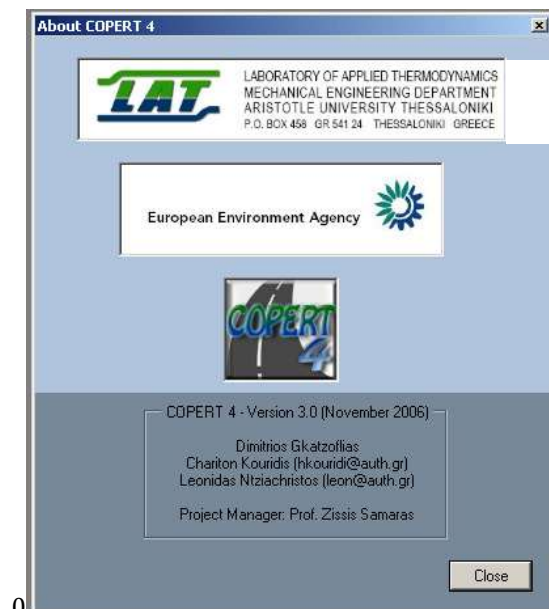 About COPERT 4
LAT
LABORATORY OF APPLIED THERMODYNAMICS
MECHANICAL ENGINEERING DEPARTMENT
ARISTOTLE UNIVERSITY THESSALONIKI
P.O. BOX 458 GR 541 24 THESSALONIKI GREECE
European Environment Agency
COPERT
4
COPERT 4 - Version 3.0 (November 2006)
Dimitrios Gkatzoflias
Chariton Kouridis (hkouridi@auth.gr)
Leonidas Ntziachristos (leon@auth.gr)
Project Manager: Prof. Zissis Samaras
Close
0